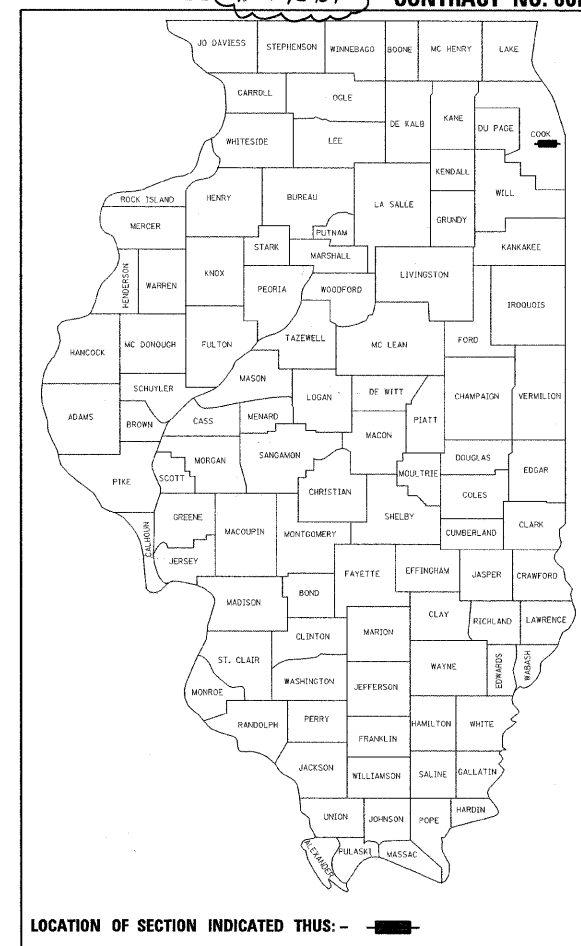 CONTRACT NO.
JO DAVIESS STEPHENSON WINNEBAGO BOONE MC HENRY LAKE
CARROLL OGLE DE KALB KANE DU PAGE COOK
WHITESIDE LEE
KENDALL WILL
ROCK ISLAND HENRY BUREAU LA SALLE GRUNDY
MERCER PUTNAM
STARK MARSHALL KANKAKEE
HENDERSON WARREN KNOX PEORIA WOODFORD LIVINGSTON
IROQUOIS
TAZEWELL MC LEAN FORD
HANCOCK MC DONOUGH FULTON
MASON
SCHUYLER LOGAN DE WITT CHAMPAIGN VERMILION
ADAMS BROWN CASS MENARD MACON PIATT
MORGAN SANGAMON DOUGLAS
PIKE SCOTT MOULTRIE EDGAR
CHRISTIAN COLES
GREENE MACOUPIN SHELBY
CALHOUN MONTGOMERY CUMBERLAND CLARK
JERSEY
FAYETTE EFFINGHAM JASPER CRAWFORD
MADISON BOND
CLAY RICHLAND LAWRENCE
CLINTON MARION
ST. CLAIR WAYNE EDWARDS WABASH
WASHINGTON JEFFERSON
MONROE
RANDOLPH PERRY HAMILTON WHITE
FRANKLIN
JACKSON WILLIAMSON SALINE GALLATIN
UNION JOHNSON POPE HARDIN
ALEXANDER PULASKI MASSAC
LOCATION OF SECTION INDICATED THUS: -